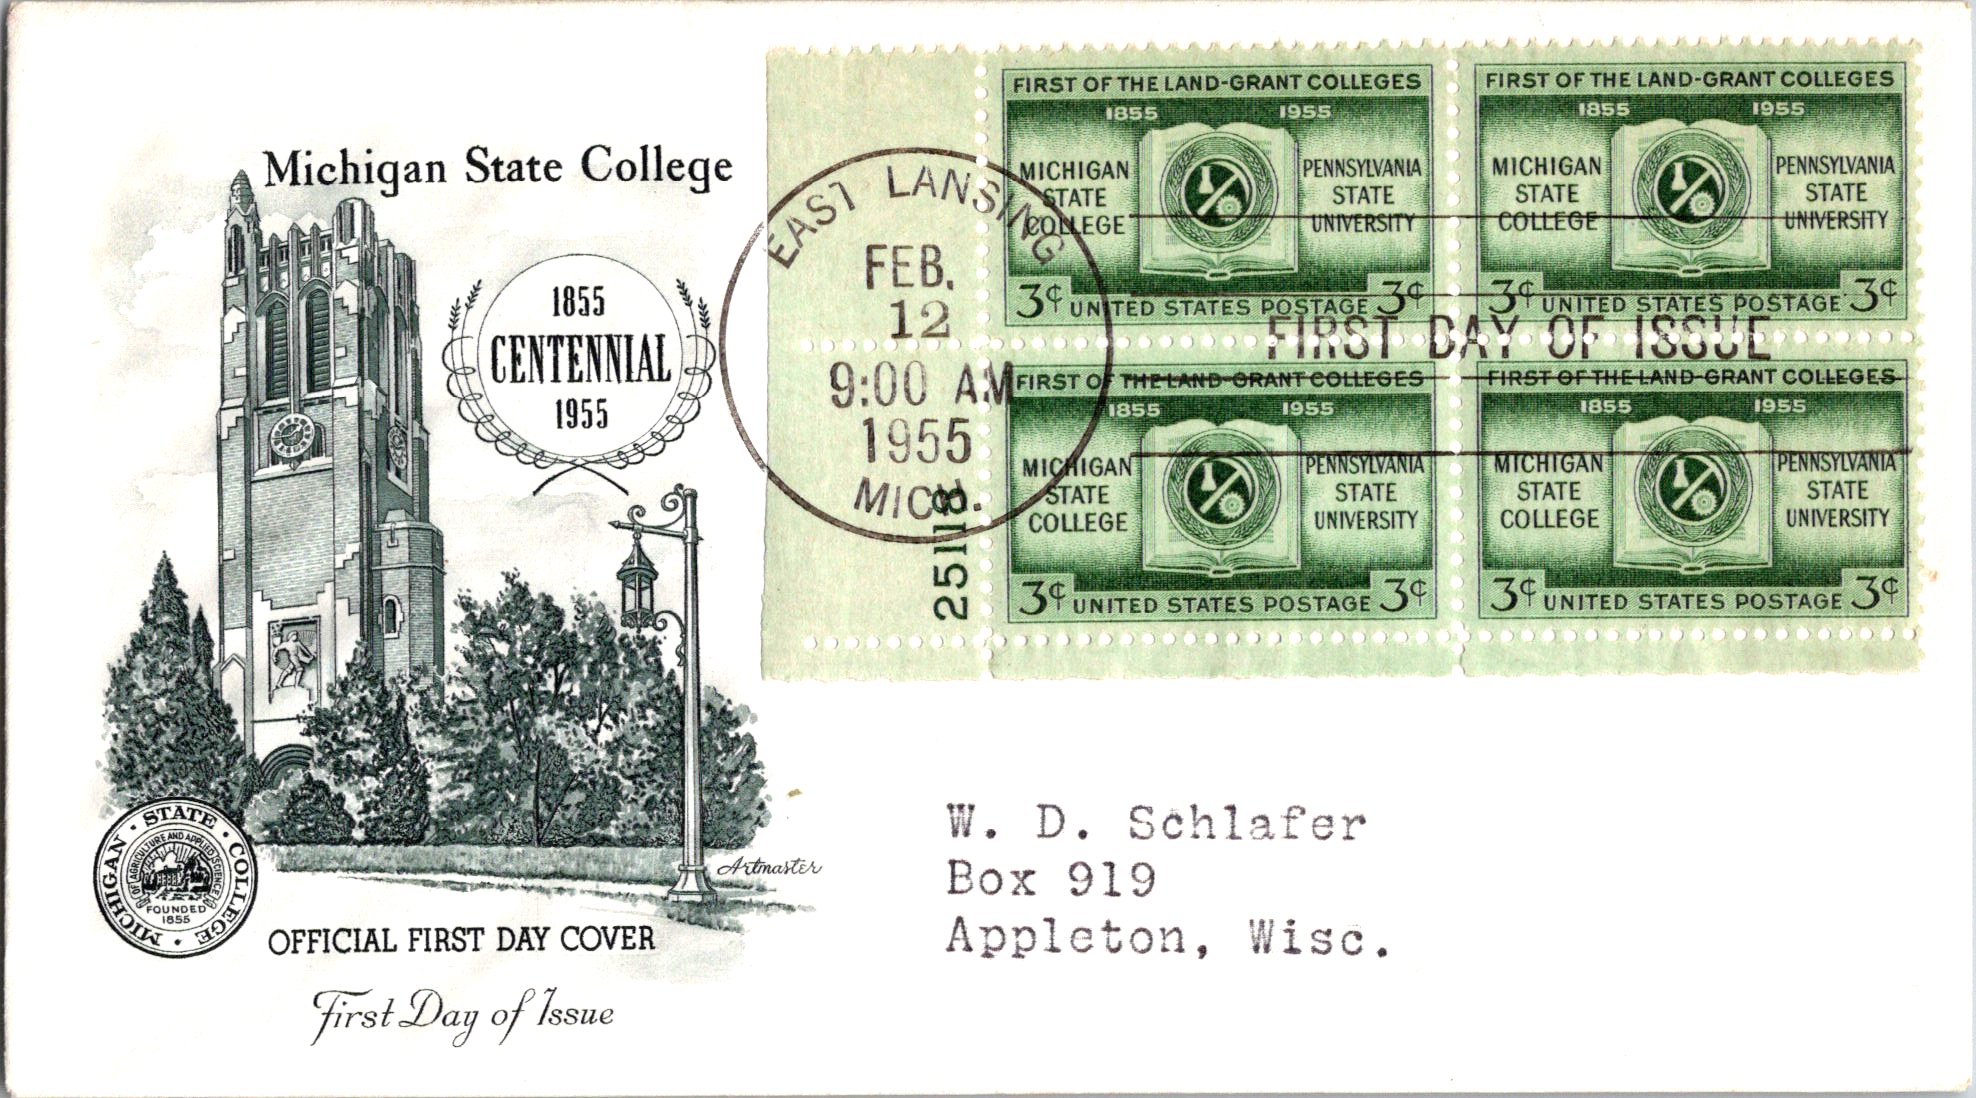 Michigan State College
1855
CENTENNIAL
1955
MICHIGAN · STATE · COLLEGE ·
OF AGRICULTURE AND APPLIED SCIENCE
FOUNDED
1855
Artmaster
OFFICIAL FIRST DAY COVER
First Day of Issue
EAST LANSING
FEB.
12
9:00 AM
1955
MICH.
25118
FIRST OF THE LAND-GRANT COLLEGES
1855 1955
MICHIGAN
STATE
COLLEGE
PENNSYLVANIA
STATE
UNIVERSITY
3¢ UNITED STATES POSTAGE 3¢
FIRST OF THE LAND-GRANT COLLEGES
1855 1955
MICHIGAN
STATE
COLLEGE
PENNSYLVANIA
STATE
UNIVERSITY
3¢ UNITED STATES POSTAGE 3¢
FIRST DAY OF ISSUE
FIRST OF THE LAND-GRANT COLLEGES
1855 1955
MICHIGAN
STATE
COLLEGE
PENNSYLVANIA
STATE
UNIVERSITY
3¢ UNITED STATES POSTAGE 3¢
FIRST OF THE LAND-GRANT COLLEGES
1855 1955
MICHIGAN
STATE
COLLEGE
PENNSYLVANIA
STATE
UNIVERSITY
3¢ UNITED STATES POSTAGE 3¢
W. D. Schlafer
Box 919
Appleton, Wisc.